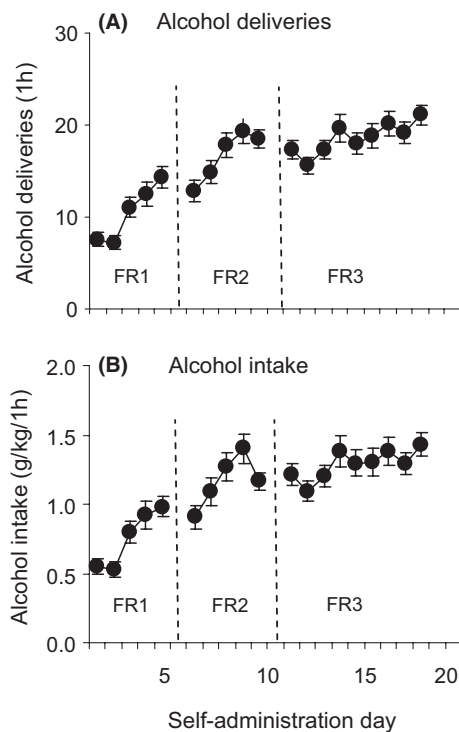 (A) Alcohol deliveries
Alcohol deliveries (1h)
30
20
10
0
FR1 FR2 FR3
(B) Alcohol intake
Alcohol intake (g/kg/1h)
2.0
1.5
1.0
0.5
0.0
FR1 FR2 FR3
5 10 15 20
Self-administration day